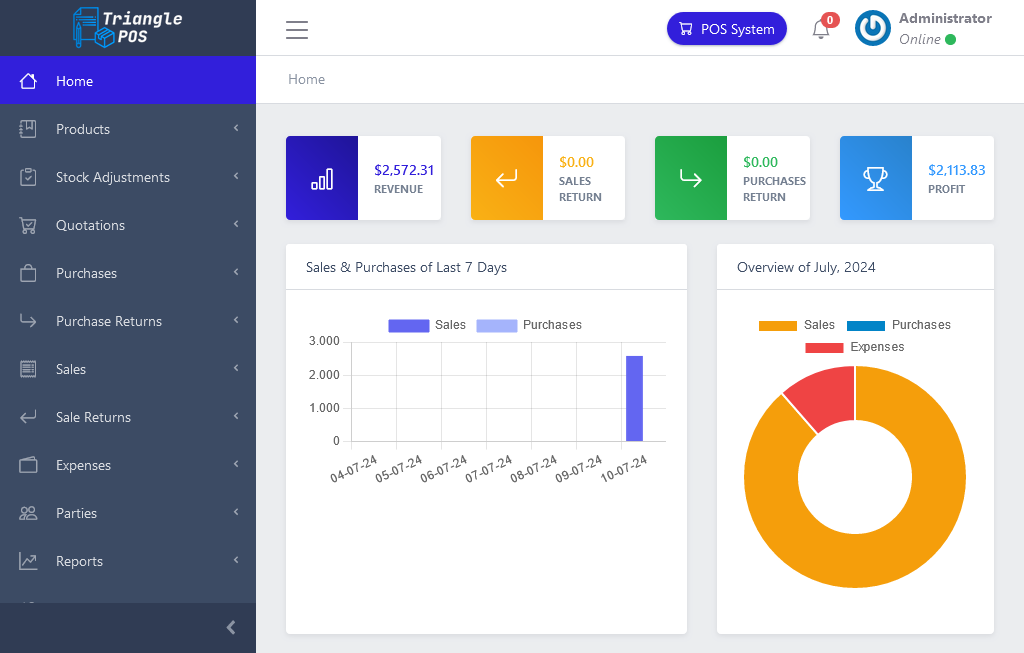 Triangle
POS
POS System
0
Administrator
Online
Home
Home
Products
Stock Adjustments
Quotations
Purchases
Purchase Returns
Sales
Sale Returns
Expenses
Parties
Reports
$2,572.31
REVENUE
$0.00
SALES
RETURN
$0.00
PURCHASES
RETURN
$2,113.83
PROFIT
Sales & Purchases of Last 7 Days
Sales Purchases
3.000
2.000
1.000
0
04-07-24 05-07-24 06-07-24 07-07-24 08-07-24 09-07-24 10-07-24
Overview of July, 2024
Sales Purchases
Expenses